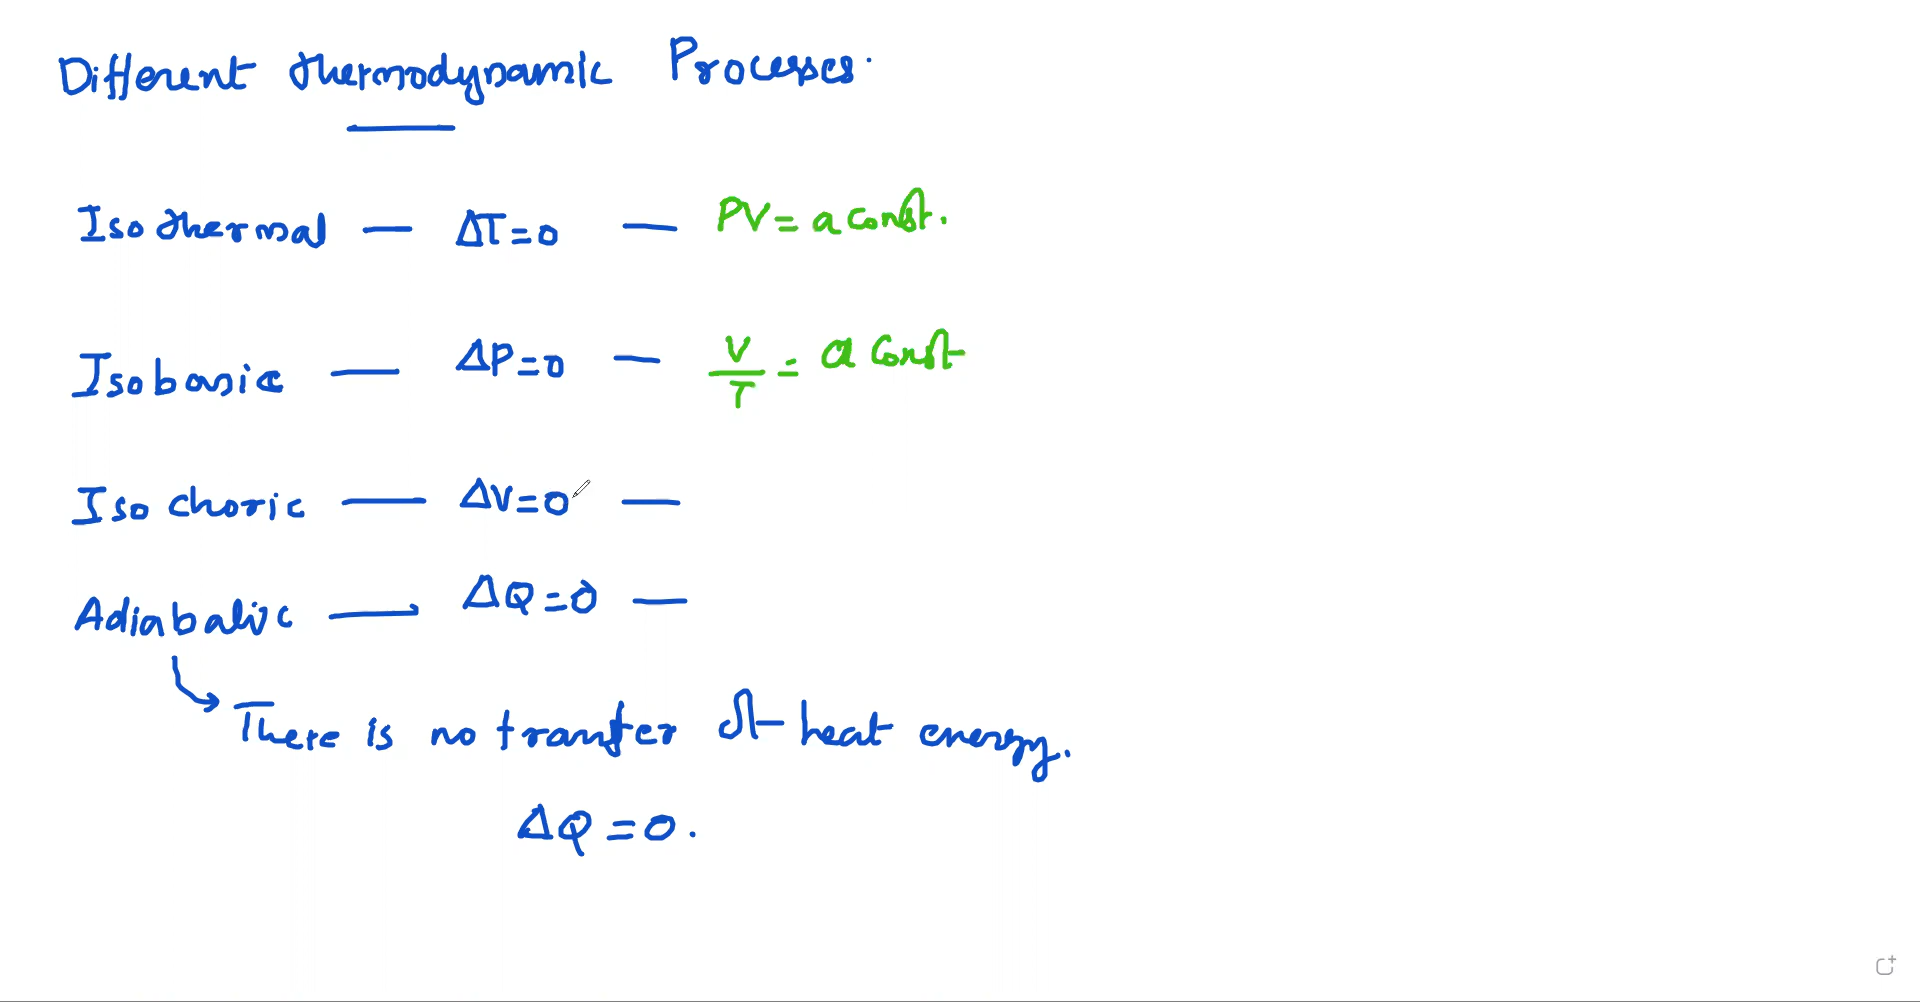 Different thermodynamic Processes.
Isothermal — ΔT=0 — PV = a const.
Isobaric — ΔP=0 — V/T = a const
Isochoric — ΔV=0 —
Adiabatic — ΔQ=0 —
There is no transfer of heat energy.
ΔQ = 0.